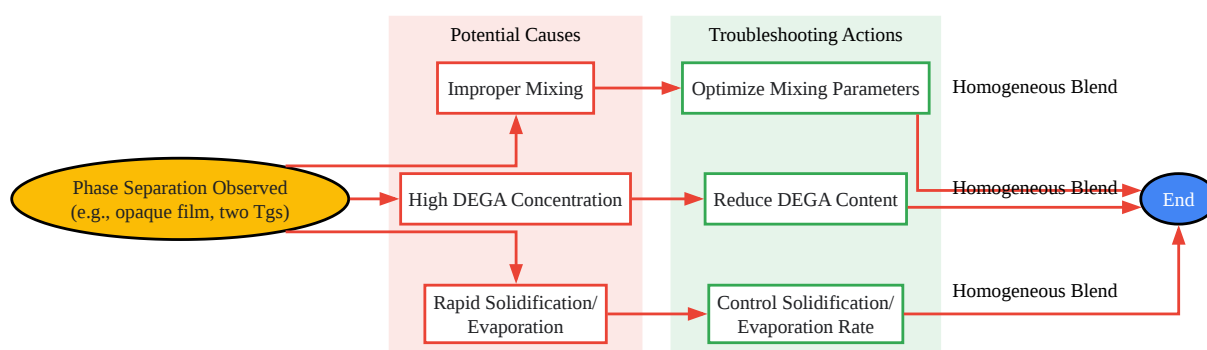 Potential Causes
Troubleshooting Actions
Improper Mixing
Optimize Mixing Parameters
Homogeneous Blend
Phase Separation Observed
(e.g., opaque film, two Tgs)
High DEGA Concentration
Reduce DEGA Content
Homogeneous Blend
End
Rapid Solidification/
Evaporation
Control Solidification/
Evaporation Rate
Homogeneous Blend